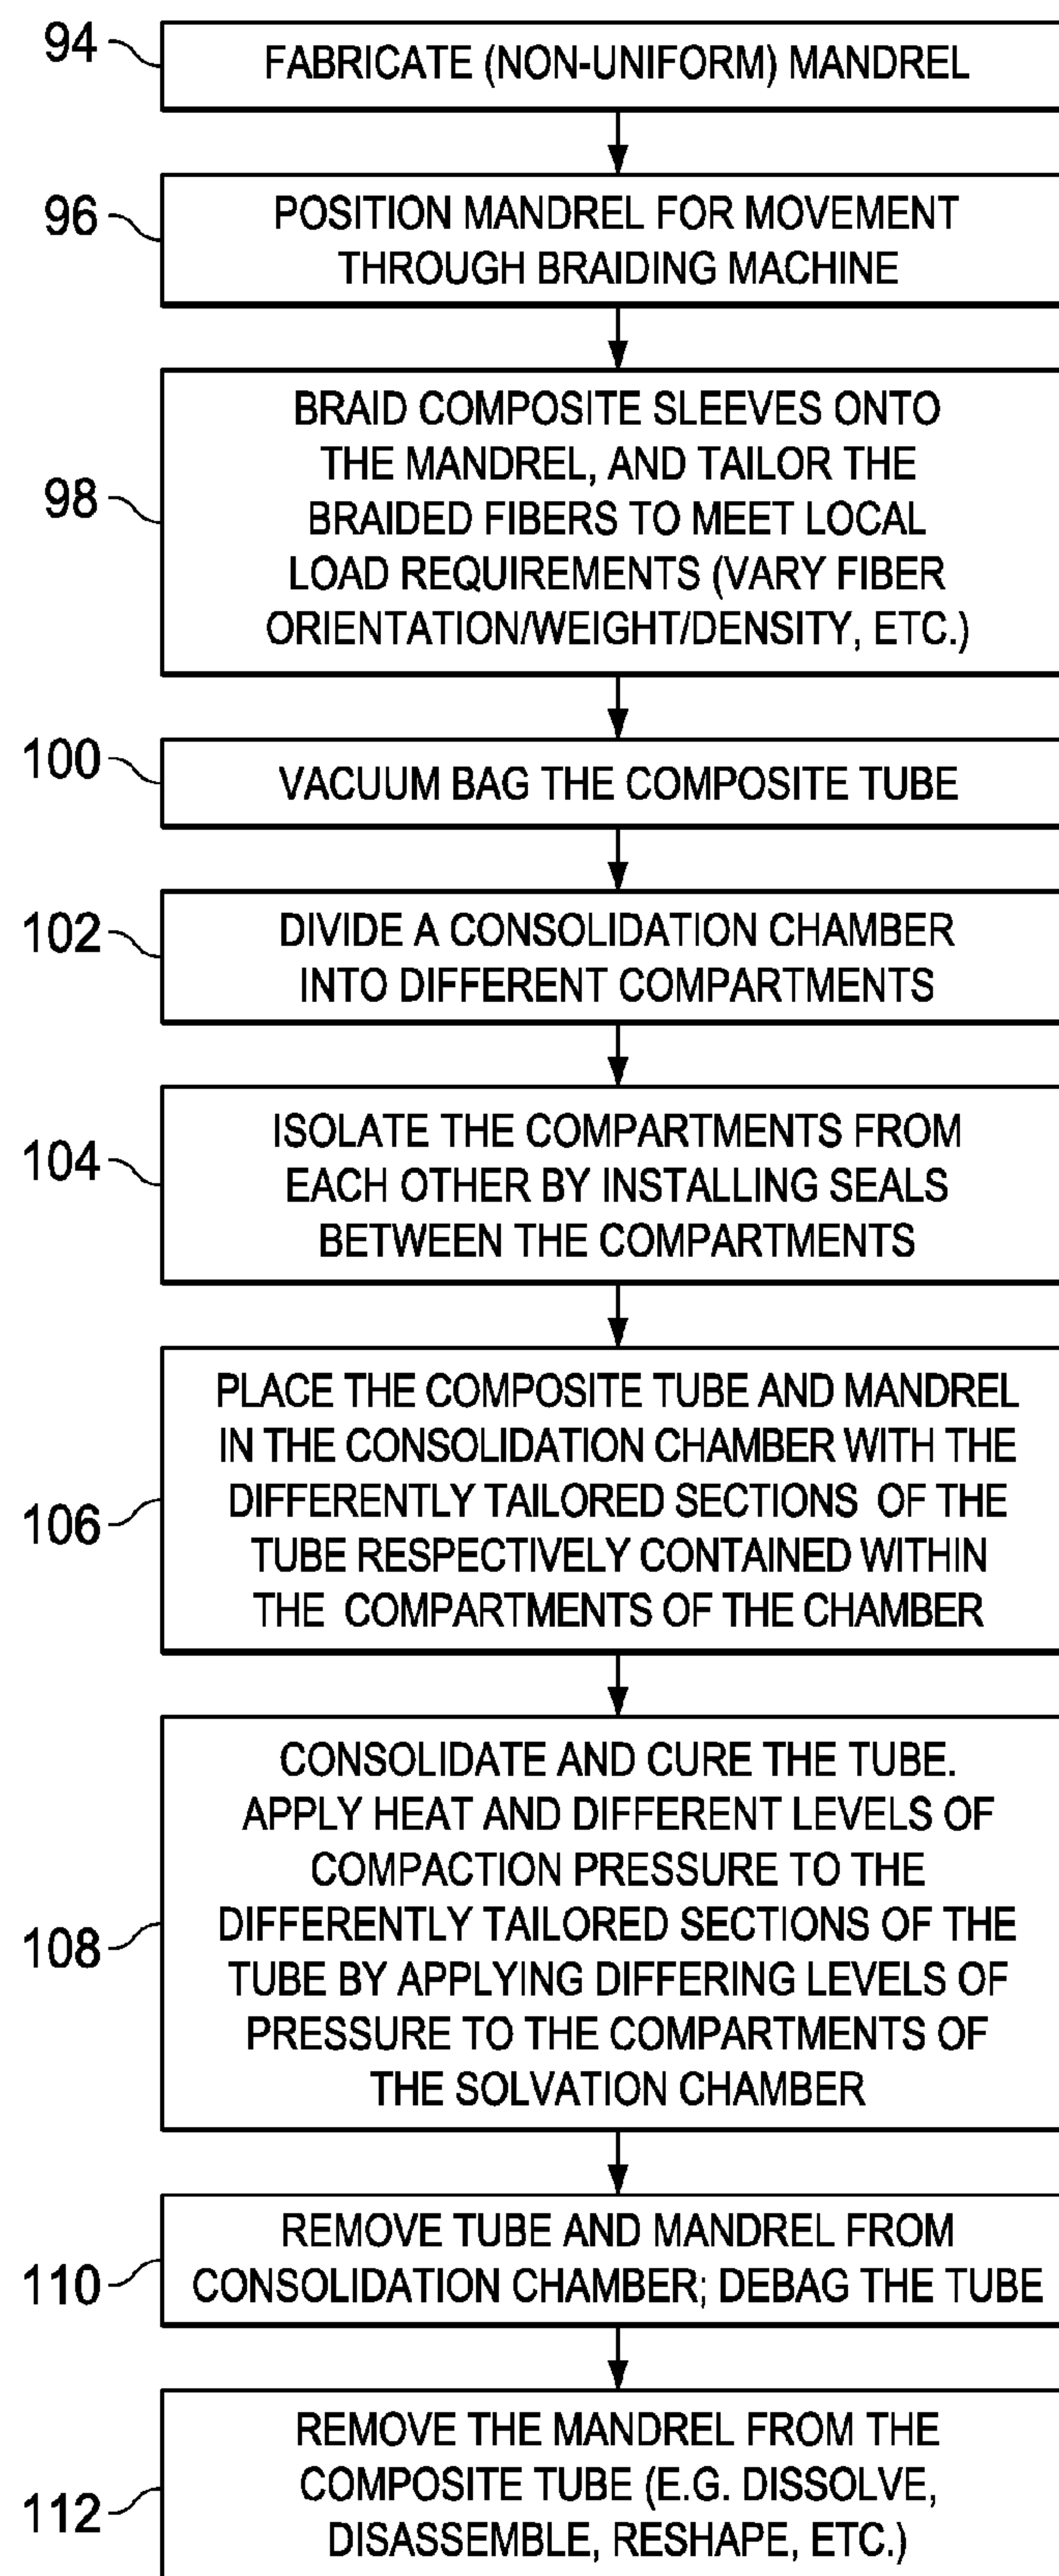 94
FABRICATE (NON-UNIFORM) MANDREL
96
POSITION MANDREL FOR MOVEMENT
THROUGH BRAIDING MACHINE
98
BRAID COMPOSITE SLEEVES ONTO
THE MANDREL, AND TAILOR THE
BRAIDED FIBERS TO MEET LOCAL
LOAD REQUIREMENTS (VARY FIBER
ORIENTATION/WEIGHT/DENSITY, ETC.)
100
VACUUM BAG THE COMPOSITE TUBE
102
DIVIDE A CONSOLIDATION CHAMBER
INTO DIFFERENT COMPARTMENTS
104
ISOLATE THE COMPARTMENTS FROM
EACH OTHER BY INSTALLING SEALS
BETWEEN THE COMPARTMENTS
106
PLACE THE COMPOSITE TUBE AND MANDREL
IN THE CONSOLIDATION CHAMBER WITH THE
DIFFERENTLY TAILORED SECTIONS OF THE
TUBE RESPECTIVELY CONTAINED WITHIN
THE COMPARTMENTS OF THE CHAMBER
108
CONSOLIDATE AND CURE THE TUBE.
APPLY HEAT AND DIFFERENT LEVELS OF
COMPACTION PRESSURE TO THE
DIFFERENTLY TAILORED SECTIONS OF THE
TUBE BY APPLYING DIFFERING LEVELS OF
PRESSURE TO THE COMPARTMENTS OF
THE SOLVATION CHAMBER
110
REMOVE TUBE AND MANDREL FROM
CONSOLIDATION CHAMBER; DEBAG THE TUBE
112
REMOVE THE MANDREL FROM THE
COMPOSITE TUBE (E.G. DISSOLVE,
DISASSEMBLE, RESHAPE, ETC.)